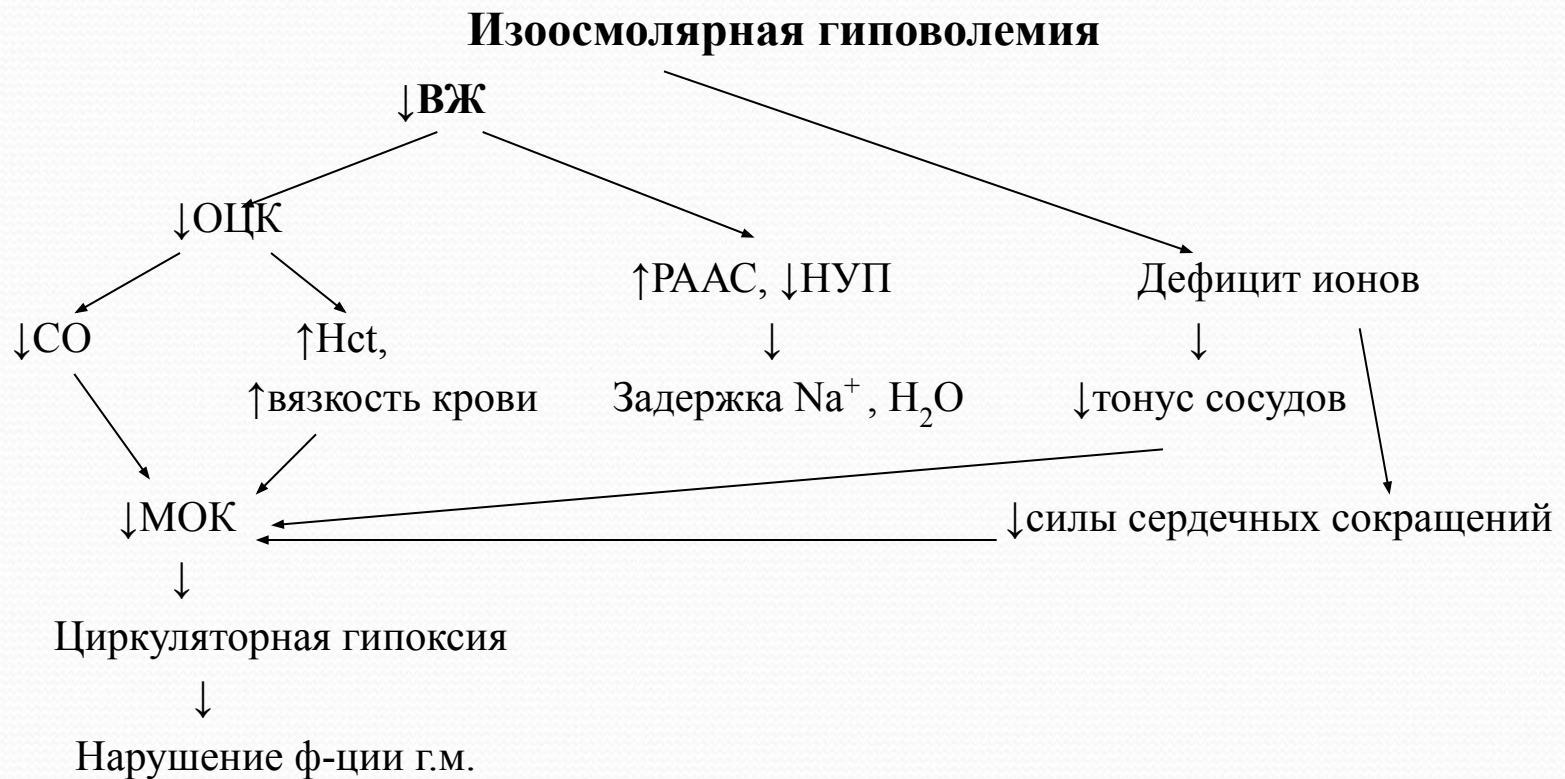 Изоосмолярная гиповолемия
↓ВЖ
↓ОЦК
↑РААС, ↓НУП
Дефицит ионов
↓СО
↑Hct,
↓
↓
↑вязкость крови
Задержка Na⁺ , H₂O
↓тонус сосудов
↓МОК
↓силы сердечных сокращений
↓
Циркуляторная гипоксия
↓
Нарушение ф-ции г.м.